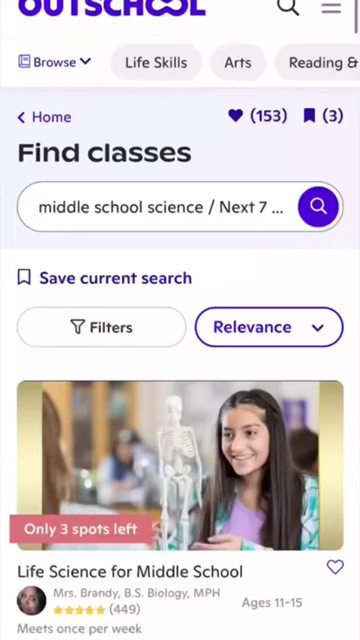 OUTSCHOOL
Browse
Life Skills
Arts
Reading &
Home
(153)
(3)
Find classes
middle school science / Next 7 ...
Save current search
Filters
Relevance
Only 3 spots left
Life Science for Middle School
Mrs. Brandy, B.S. Biology, MPH
(449)
Ages 11-15
Meets once per week